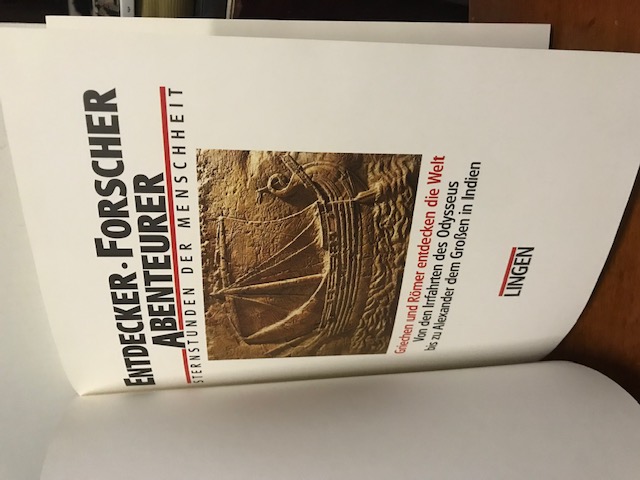 ENTDECKER · FORSCHER
ABENTEURER
STERNSTUNDEN DER MENSCHHEIT
Griechen und Römer entdecken die Welt
Von den Irrfahrten des Odysseus
bis zu Alexander dem Großen in Indien
LINGEN